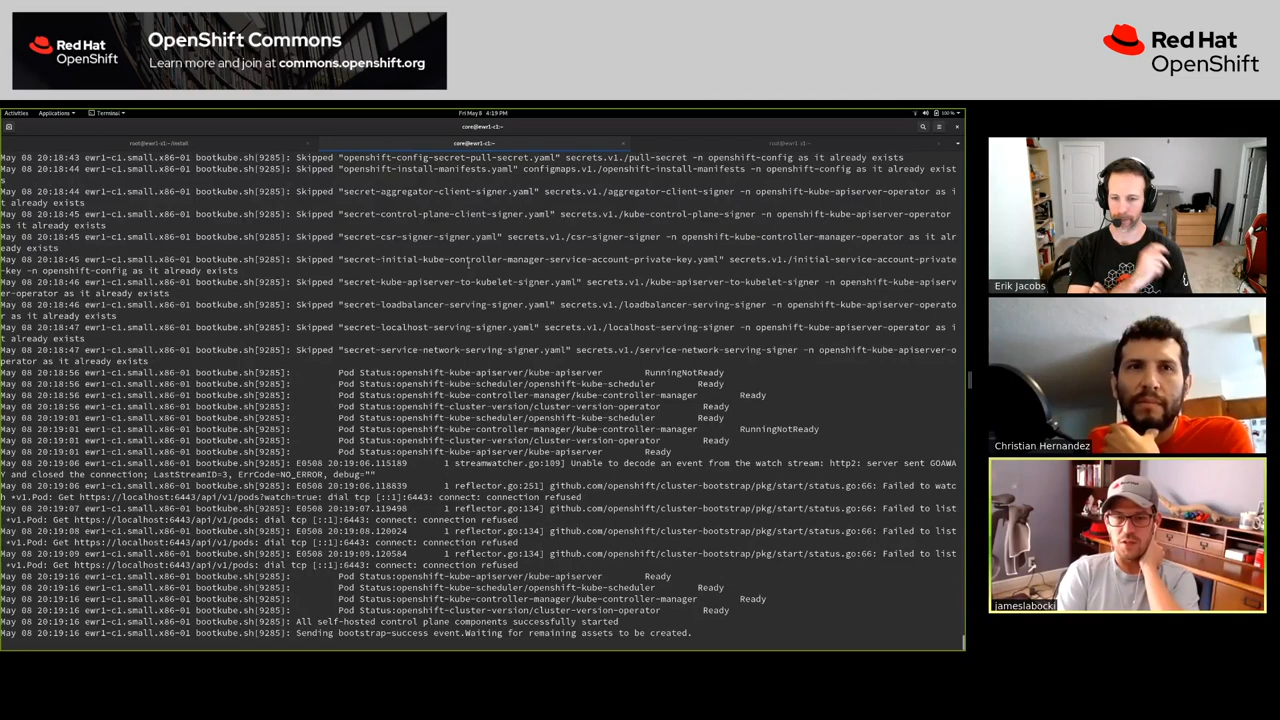 Red Hat
OpenShift
OpenShift Commons
Learn more and join at commons.openshift.org
Red Hat
OpenShift
Activities Applications Terminal Fri May 8 4:19 PM 100 %
core@ewr1-c1:~
root@ewr1-c1:~/install core@ewr1-c1:~ root@ewr1-c1:~
May 08 20:18:43 ewr1-c1.small.x86-01 bootkube.sh[9285]: Skipped "openshift-config-secret-pull-secret.yaml" secrets.v1./pull-secret -n openshift-config as it already exists
May 08 20:18:44 ewr1-c1.small.x86-01 bootkube.sh[9285]: Skipped "openshift-install-manifests.yaml" configmaps.v1./openshift-install-manifests -n openshift-config as it already exist
s
May 08 20:18:44 ewr1-c1.small.x86-01 bootkube.sh[9285]: Skipped "secret-aggregator-client-signer.yaml" secrets.v1./aggregator-client-signer -n openshift-kube-apiserver-operator as i
t already exists
May 08 20:18:45 ewr1-c1.small.x86-01 bootkube.sh[9285]: Skipped "secret-control-plane-client-signer.yaml" secrets.v1./kube-control-plane-signer -n openshift-kube-apiserver-operator
as it already exists
May 08 20:18:45 ewr1-c1.small.x86-01 bootkube.sh[9285]: Skipped "secret-csr-signer-signer.yaml" secrets.v1./csr-signer-signer -n openshift-kube-controller-manager-operator as it alr
eady exists
May 08 20:18:45 ewr1-c1.small.x86-01 bootkube.sh[9285]: Skipped "secret-initial-kube-controller-manager-service-account-private-key.yaml" secrets.v1./initial-service-account-private
-key -n openshift-config as it already exists
May 08 20:18:46 ewr1-c1.small.x86-01 bootkube.sh[9285]: Skipped "secret-kube-apiserver-to-kubelet-signer.yaml" secrets.v1./kube-apiserver-to-kubelet-signer -n openshift-kube-apiserv
er-operator as it already exists
May 08 20:18:46 ewr1-c1.small.x86-01 bootkube.sh[9285]: Skipped "secret-loadbalancer-serving-signer.yaml" secrets.v1./loadbalancer-serving-signer -n openshift-kube-apiserver-operato
r as it already exists
May 08 20:18:47 ewr1-c1.small.x86-01 bootkube.sh[9285]: Skipped "secret-localhost-serving-signer.yaml" secrets.v1./localhost-serving-signer -n openshift-kube-apiserver-operator as i
t already exists
May 08 20:18:47 ewr1-c1.small.x86-01 bootkube.sh[9285]: Skipped "secret-service-network-serving-signer.yaml" secrets.v1./service-network-serving-signer -n openshift-kube-apiserver-o
perator as it already exists
May 08 20:18:56 ewr1-c1.small.x86-01 bootkube.sh[9285]: Pod Status:openshift-kube-apiserver/kube-apiserver RunningNotReady
May 08 20:18:56 ewr1-c1.small.x86-01 bootkube.sh[9285]: Pod Status:openshift-kube-scheduler/openshift-kube-scheduler Ready
May 08 20:18:56 ewr1-c1.small.x86-01 bootkube.sh[9285]: Pod Status:openshift-kube-controller-manager/kube-controller-manager Ready
May 08 20:18:56 ewr1-c1.small.x86-01 bootkube.sh[9285]: Pod Status:openshift-cluster-version/cluster-version-operator Ready
May 08 20:19:01 ewr1-c1.small.x86-01 bootkube.sh[9285]: Pod Status:openshift-kube-scheduler/openshift-kube-scheduler Ready
May 08 20:19:01 ewr1-c1.small.x86-01 bootkube.sh[9285]: Pod Status:openshift-kube-controller-manager/kube-controller-manager RunningNotReady
May 08 20:19:01 ewr1-c1.small.x86-01 bootkube.sh[9285]: Pod Status:openshift-cluster-version/cluster-version-operator Ready
May 08 20:19:01 ewr1-c1.small.x86-01 bootkube.sh[9285]: Pod Status:openshift-kube-apiserver/kube-apiserver Ready
May 08 20:19:06 ewr1-c1.small.x86-01 bootkube.sh[9285]: E0508 20:19:06.115189 1 streamwatcher.go:109] Unable to decode an event from the watch stream: http2: server sent GOAWA
Y and closed the connection; LastStreamID=3, ErrCode=NO_ERROR, debug=""
May 08 20:19:06 ewr1-c1.small.x86-01 bootkube.sh[9285]: E0508 20:19:06.118839 1 reflector.go:251] github.com/openshift/cluster-bootstrap/pkg/start/status.go:66: Failed to watc
h *v1.Pod: Get https://localhost:6443/api/v1/pods?watch=true: dial tcp [::1]:6443: connect: connection refused
May 08 20:19:07 ewr1-c1.small.x86-01 bootkube.sh[9285]: E0508 20:19:07.119498 1 reflector.go:134] github.com/openshift/cluster-bootstrap/pkg/start/status.go:66: Failed to list
*v1.Pod: Get https://localhost:6443/api/v1/pods: dial tcp [::1]:6443: connect: connection refused
May 08 20:19:08 ewr1-c1.small.x86-01 bootkube.sh[9285]: E0508 20:19:08.120024 1 reflector.go:134] github.com/openshift/cluster-bootstrap/pkg/start/status.go:66: Failed to list
*v1.Pod: Get https://localhost:6443/api/v1/pods: dial tcp [::1]:6443: connect: connection refused
May 08 20:19:09 ewr1-c1.small.x86-01 bootkube.sh[9285]: E0508 20:19:09.120584 1 reflector.go:134] github.com/openshift/cluster-bootstrap/pkg/start/status.go:66: Failed to list
*v1.Pod: Get https://localhost:6443/api/v1/pods: dial tcp [::1]:6443: connect: connection refused
May 08 20:19:16 ewr1-c1.small.x86-01 bootkube.sh[9285]: Pod Status:openshift-kube-apiserver/kube-apiserver Ready
May 08 20:19:16 ewr1-c1.small.x86-01 bootkube.sh[9285]: Pod Status:openshift-kube-scheduler/openshift-kube-scheduler Ready
May 08 20:19:16 ewr1-c1.small.x86-01 bootkube.sh[9285]: Pod Status:openshift-kube-controller-manager/kube-controller-manager Ready
May 08 20:19:16 ewr1-c1.small.x86-01 bootkube.sh[9285]: Pod Status:openshift-cluster-version/cluster-version-operator Ready
May 08 20:19:16 ewr1-c1.small.x86-01 bootkube.sh[9285]: All self-hosted control plane components successfully started
May 08 20:19:16 ewr1-c1.small.x86-01 bootkube.sh[9285]: Sending bootstrap-success event.Waiting for remaining assets to be created.
Erik Jacobs
Christian Hernandez
jameslabocki